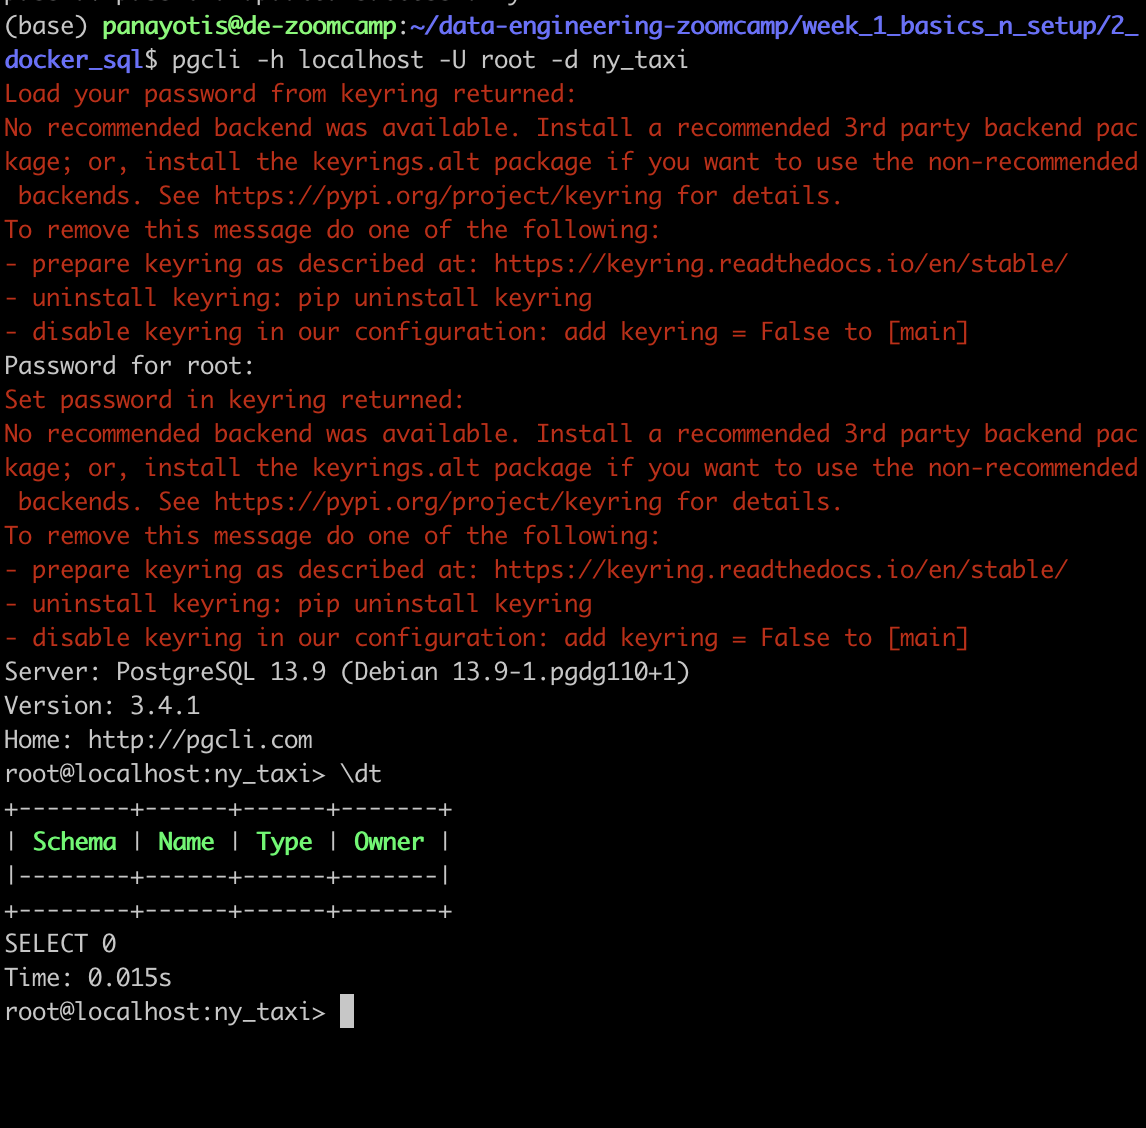 (base) panayotis@de-zoomcamp:~/data-engineering-zoomcamp/week_1_basics_n_setup/2_
docker_sql$ pgcli -h localhost -U root -d ny_taxi
Load your password from keyring returned:
No recommended backend was available. Install a recommended 3rd party backend pac
kage; or, install the keyrings.alt package if you want to use the non-recommended
 backends. See https://pypi.org/project/keyring for details.
To remove this message do one of the following:
- prepare keyring as described at: https://keyring.readthedocs.io/en/stable/
- uninstall keyring: pip uninstall keyring
- disable keyring in our configuration: add keyring = False to [main]
Password for root:
Set password in keyring returned:
No recommended backend was available. Install a recommended 3rd party backend pac
kage; or, install the keyrings.alt package if you want to use the non-recommended
 backends. See https://pypi.org/project/keyring for details.
To remove this message do one of the following:
- prepare keyring as described at: https://keyring.readthedocs.io/en/stable/
- uninstall keyring: pip uninstall keyring
- disable keyring in our configuration: add keyring = False to [main]
Server: PostgreSQL 13.9 (Debian 13.9-1.pgdg110+1)
Version: 3.4.1
Home: http://pgcli.com
root@localhost:ny_taxi> \dt
+--------+------+------+-------+
| Schema | Name | Type | Owner |
|--------+------+------+-------|
+--------+------+------+-------+
SELECT 0
Time: 0.015s
root@localhost:ny_taxi>